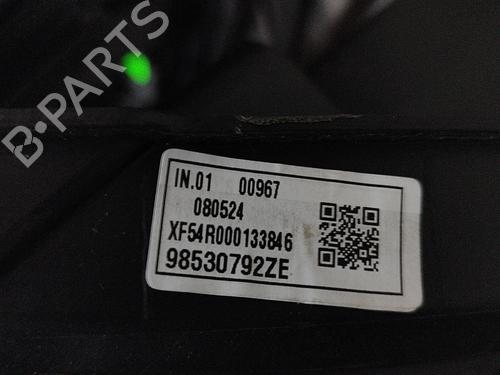 B-PARTS
IN.01 00967
080524
XF54R000133846
98530792ZE